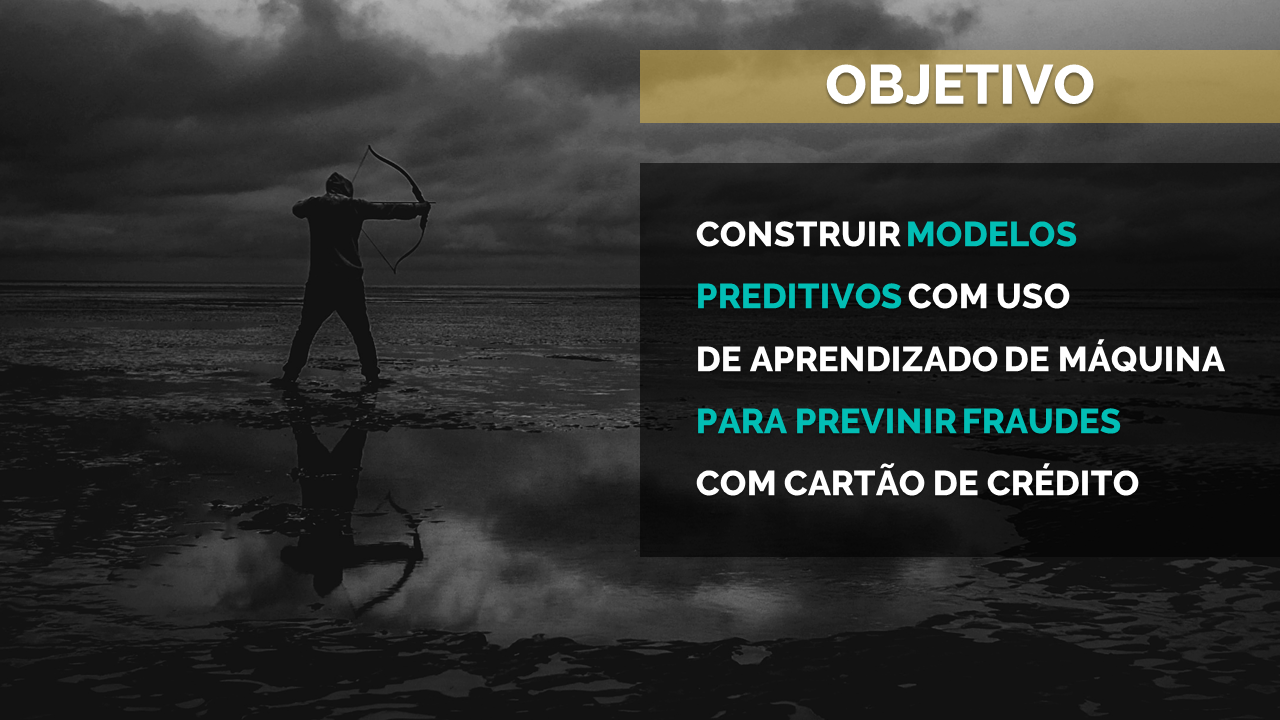 OBJETIVO
CONSTRUIR MODELOS
PREDITIVOS COM USO
DE APRENDIZADO DE MÁQUINA
PARA PREVINIR FRAUDES
COM CARTÃO DE CRÉDITO